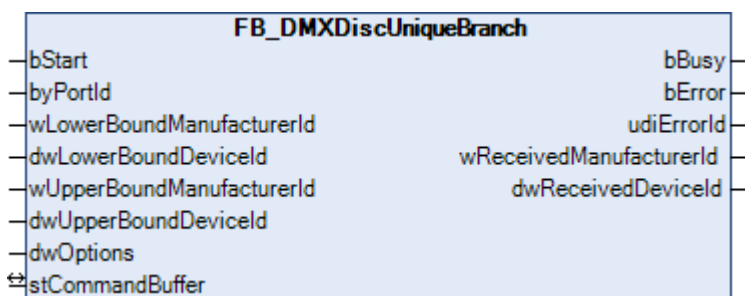 FB_DMXDiscUniqueBranch
bStart bBusy
byPortId bError
wLowerBoundManufacturerId udiErrorId
dwLowerBoundDeviceId wReceivedManufacturerId
wUpperBoundManufacturerId dwReceivedDeviceId
dwUpperBoundDeviceId
dwOptions
stCommandBuffer